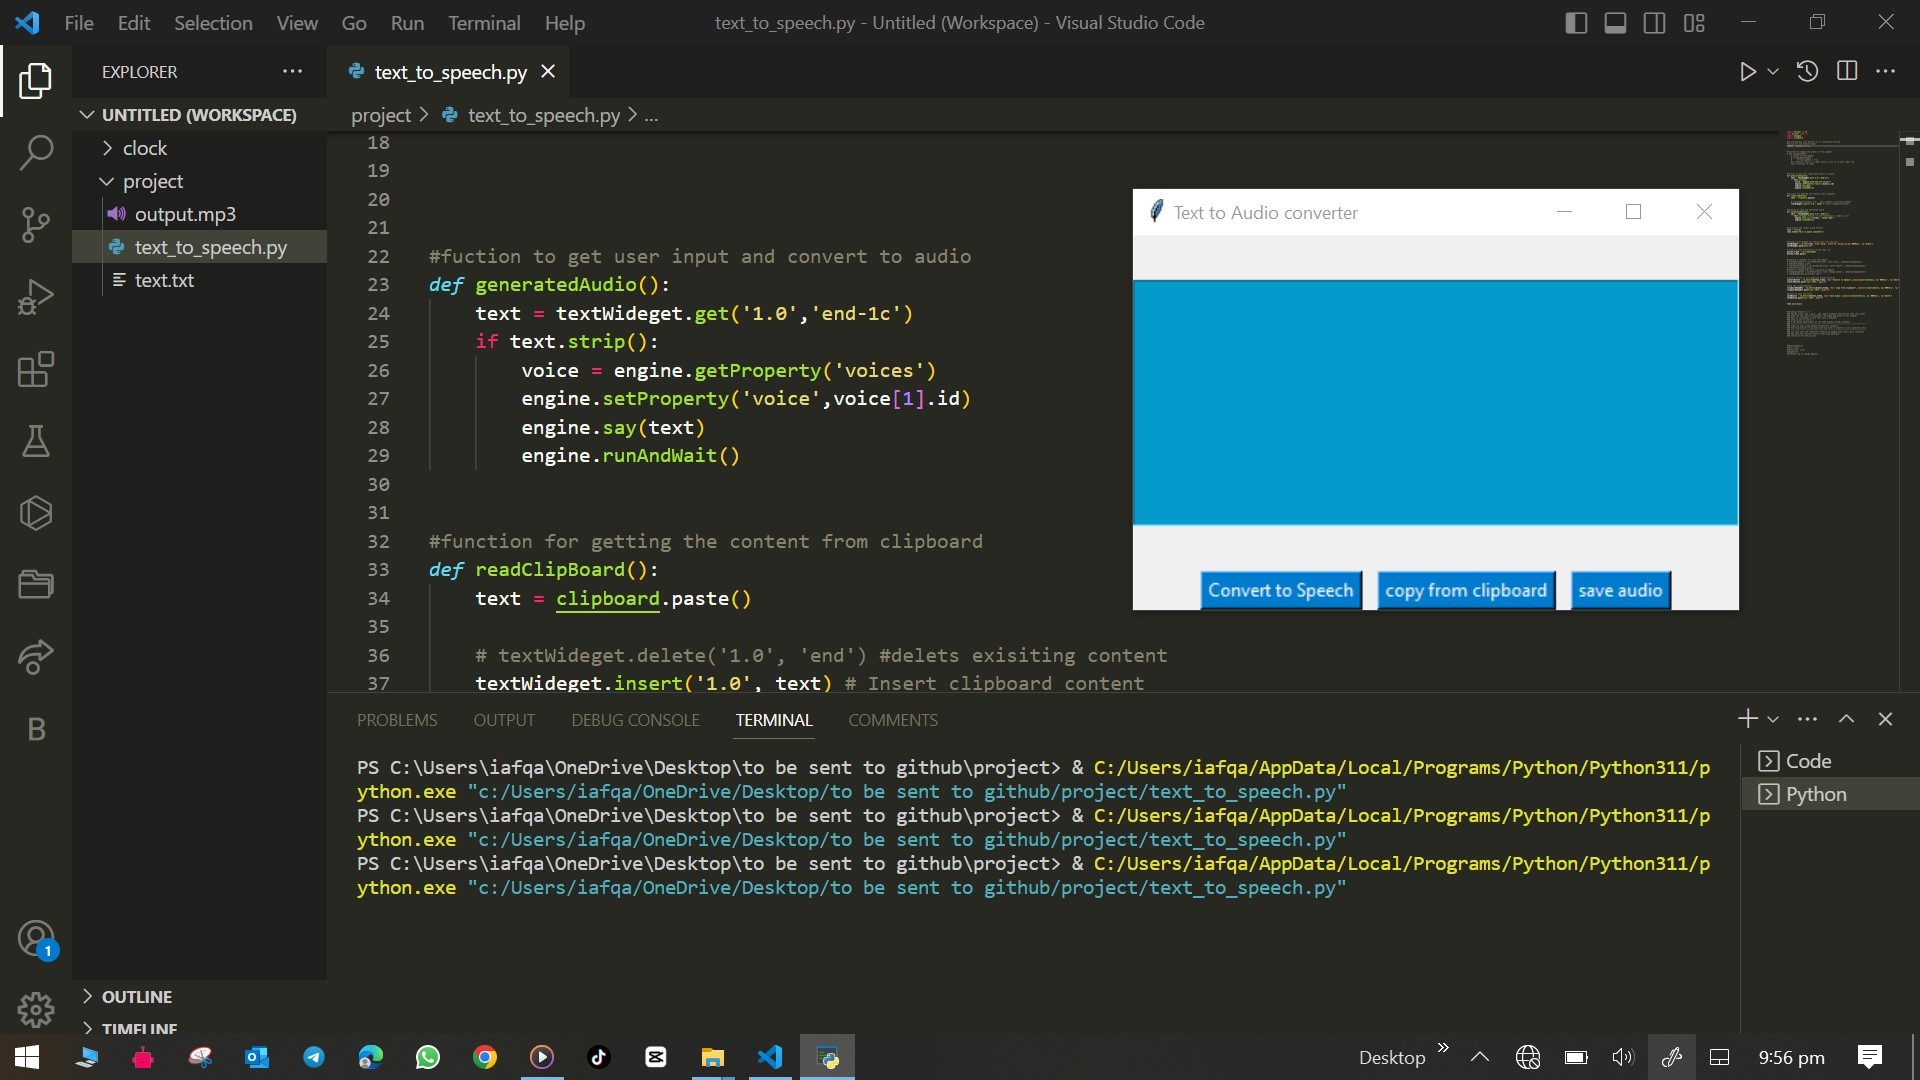 File Edit Selection View Go Run Terminal Help
text_to_speech.py - Untitled (Workspace) - Visual Studio Code
EXPLORER
UNTITLED (WORKSPACE)
clock
project
output.mp3
text_to_speech.py
text.txt
OUTLINE
TIMELINE
text_to_speech.py
project > text_to_speech.py > ...
18
19
20
21
22 #fuction to get user input and convert to audio
23 def generatedAudio():
24 text = textWideget.get('1.0','end-1c')
25 if text.strip():
26 voice = engine.getProperty('voices')
27 engine.setProperty('voice',voice[1].id)
28 engine.say(text)
29 engine.runAndWait()
30
31
32 #function for getting the content from clipboard
33 def readClipBoard():
34 text = clipboard.paste()
35
36 # textWideget.delete('1.0', 'end') #delets exisiting content
37 textWideget.insert('1.0', text) # Insert clipboard content
Text to Audio converter
Convert to Speech copy from clipboard save audio
PROBLEMS OUTPUT DEBUG CONSOLE TERMINAL COMMENTS
PS C:\Users\iafqa\OneDrive\Desktop\to be sent to github\project> & C:/Users/iafqa/AppData/Local/Programs/Python/Python311/p
ython.exe "c:/Users/iafqa/OneDrive/Desktop/to be sent to github/project/text_to_speech.py"
PS C:\Users\iafqa\OneDrive\Desktop\to be sent to github\project> & C:/Users/iafqa/AppData/Local/Programs/Python/Python311/p
ython.exe "c:/Users/iafqa/OneDrive/Desktop/to be sent to github/project/text_to_speech.py"
PS C:\Users\iafqa\OneDrive\Desktop\to be sent to github\project> & C:/Users/iafqa/AppData/Local/Programs/Python/Python311/p
ython.exe "c:/Users/iafqa/OneDrive/Desktop/to be sent to github/project/text_to_speech.py"
Code
Python
B
1
Desktop
9:56 pm